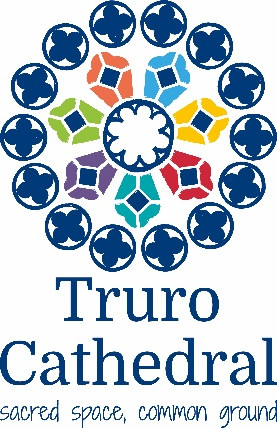 Truro
Cathedral
sacred space, common ground